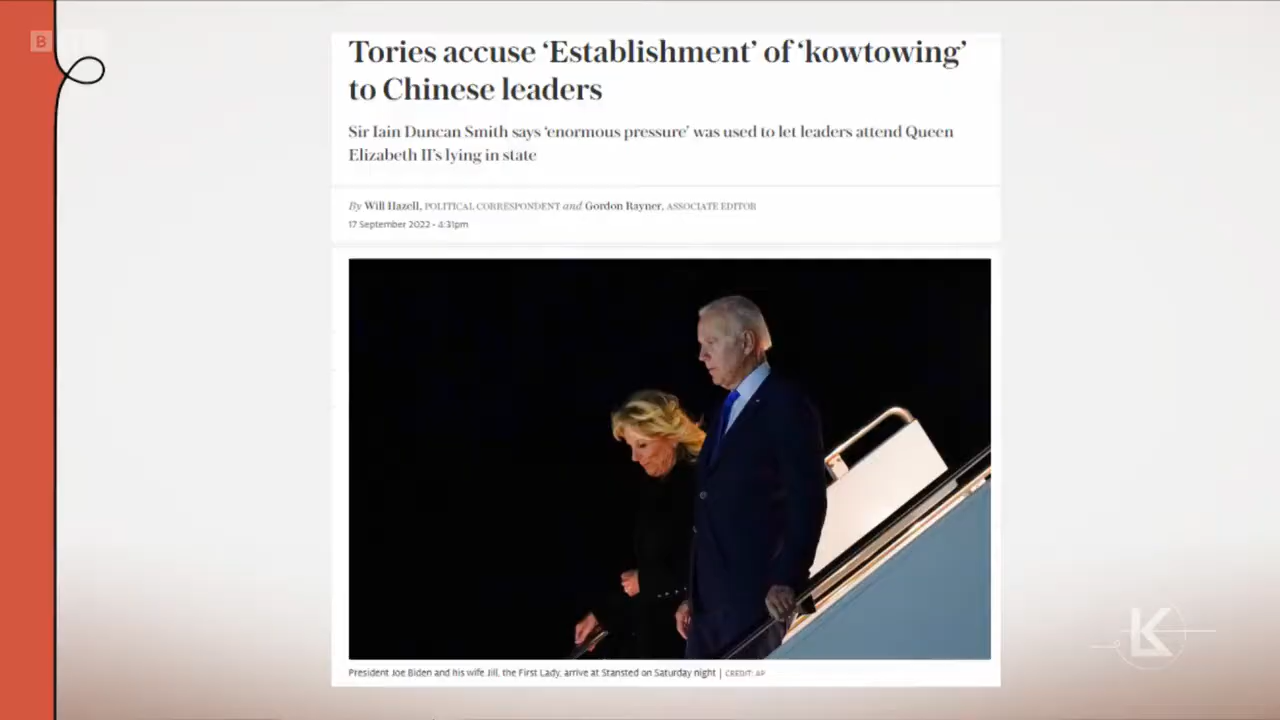 B
Tories accuse ‘Establishment’ of ‘kowtowing’
to Chinese leaders
Sir Iain Duncan Smith says ‘enormous pressure’ was used to let leaders attend Queen
Elizabeth II’s lying in state
By Will Hazell, POLITICAL CORRESPONDENT and Gordon Rayner, ASSOCIATE EDITOR
17 September 2022 • 4:31pm
President Joe Biden and his wife Jill, the First Lady, arrive at Stansted on Saturday night | CREDIT: AP
K